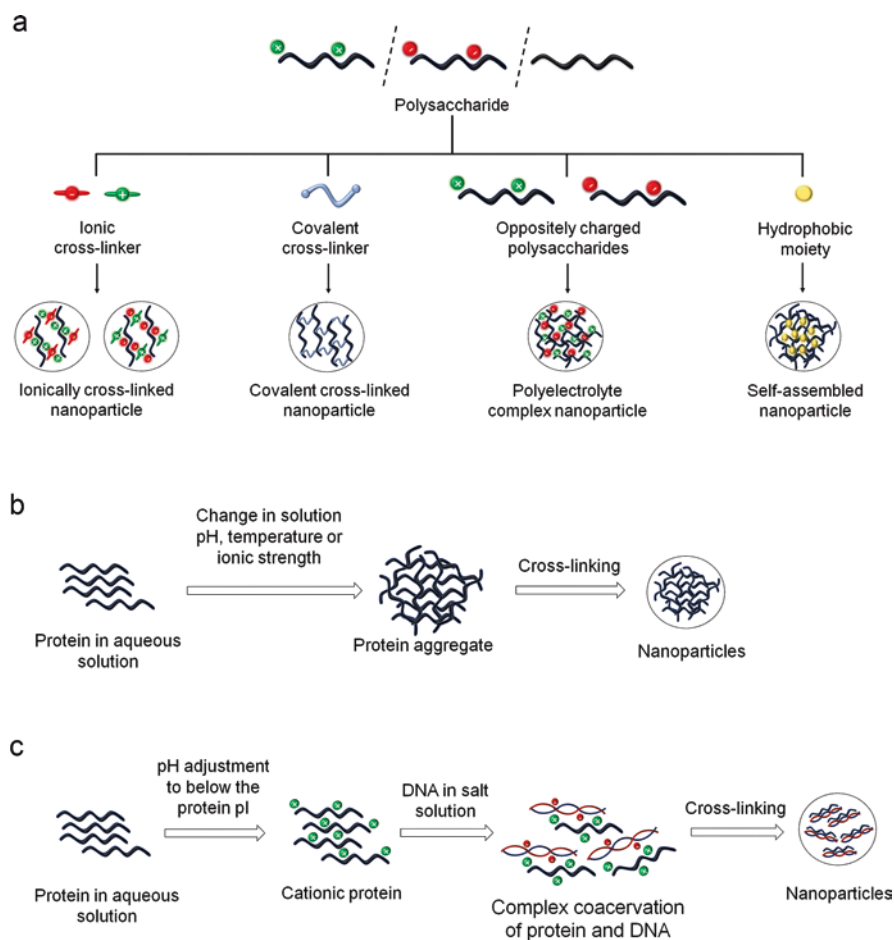 a
Polysaccharide
Ionic
cross-linker
Covalent
cross-linker
Oppositely charged
polysaccharides
Hydrophobic
moiety
Ionically cross-linked
nanoparticle
Covalent cross-linked
nanoparticle
Polyelectrolyte
complex nanoparticle
Self-assembled
nanoparticle
b
Change in solution
pH, temperature or
ionic strength
Cross-linking
Protein in aqueous
solution
Protein aggregate
Nanoparticles
c
pH adjustment
to below the
protein pI
DNA in salt
solution
Cross-linking
Protein in aqueous
solution
Cationic protein
Complex coacervation
of protein and DNA
Nanoparticles